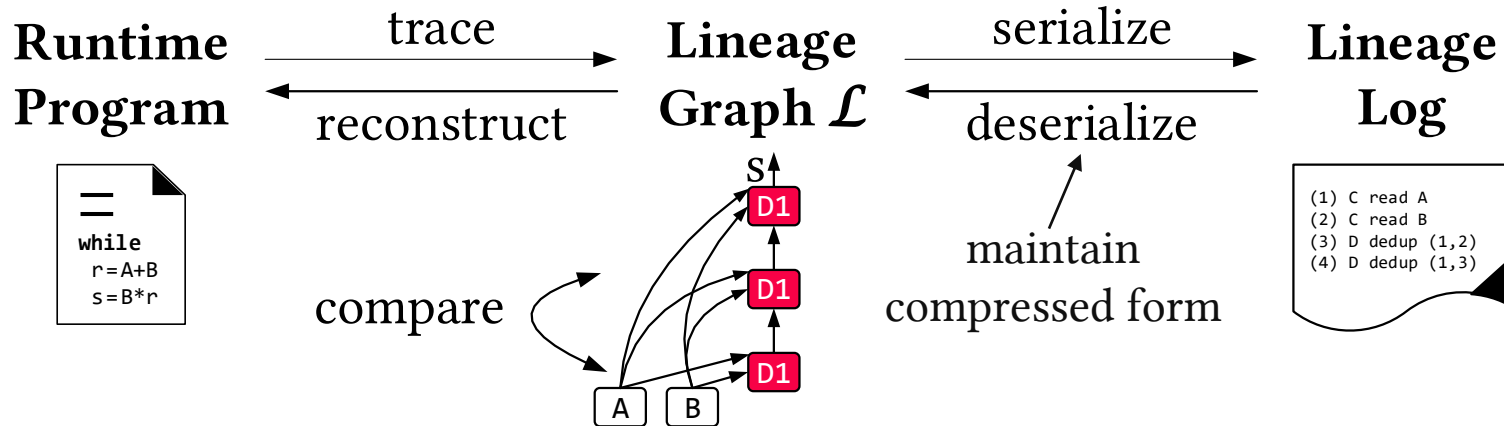 Runtime
Program
trace
reconstruct
Lineage
Graph ℒ
serialize
deserialize
Lineage
Log
while
r=A+B
s=B*r
compare
s
D1
D1
D1
A
B
maintain
compressed form
(1) C read A
(2) C read B
(3) D dedup (1,2)
(4) D dedup (1,3)